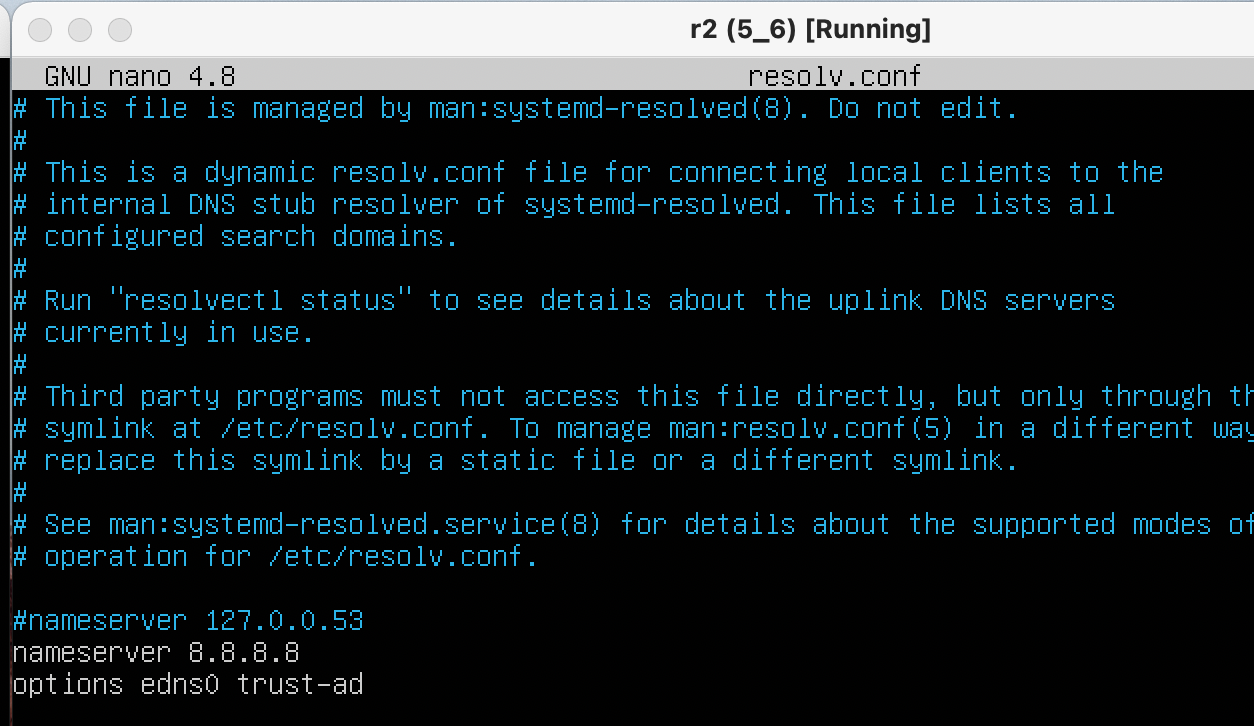 r2 (5_6) [Running]
GNU nano 4.8 resolv.conf
# This file is managed by man:systemd-resolved(8). Do not edit.
#
# This is a dynamic resolv.conf file for connecting local clients to the
# internal DNS stub resolver of systemd-resolved. This file lists all
# configured search domains.
#
# Run "resolvectl status" to see details about the uplink DNS servers
# currently in use.
#
# Third party programs must not access this file directly, but only through th
# symlink at /etc/resolv.conf. To manage man:resolv.conf(5) in a different way
# replace this symlink by a static file or a different symlink.
#
# See man:systemd-resolved.service(8) for details about the supported modes of
# operation for /etc/resolv.conf.
#nameserver 127.0.0.53
nameserver 8.8.8.8
options edns0 trust-ad